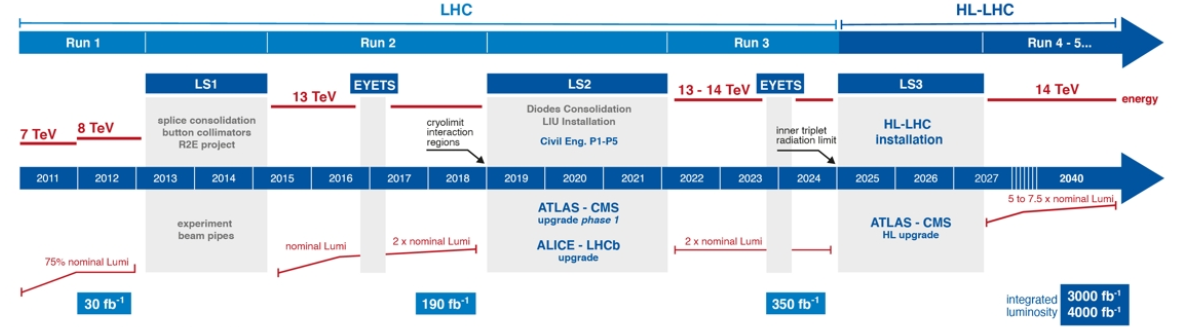 LHC
HL-LHC
Run 1
Run 2
Run 3
Run 4 - 5...
LS1
EYETS
LS2
EYETS
LS3
13 TeV
13 - 14 TeV
14 TeV
energy
7 TeV
8 TeV
splice consolidation
button collimators
R2E project
cryolimit
interaction
regions
Diodes Consolidation
LIU Installation
Civil Eng. P1-P5
inner triplet
radiation limit
HL-LHC
installation
2011 2012 2013 2014 2015 2016 2017 2018 2019 2020 2021 2022 2023 2024 2025 2026 2027 2040
5 to 7.5 x nominal Lumi
experiment
beam pipes
ATLAS - CMS
upgrade phase 1
ALICE - LHCb
upgrade
ATLAS - CMS
HL upgrade
75% nominal Lumi
nominal Lumi
2 x nominal Lumi
2 x nominal Lumi
30 fb⁻¹
190 fb⁻¹
350 fb⁻¹
integrated
luminosity
3000 fb⁻¹
4000 fb⁻¹